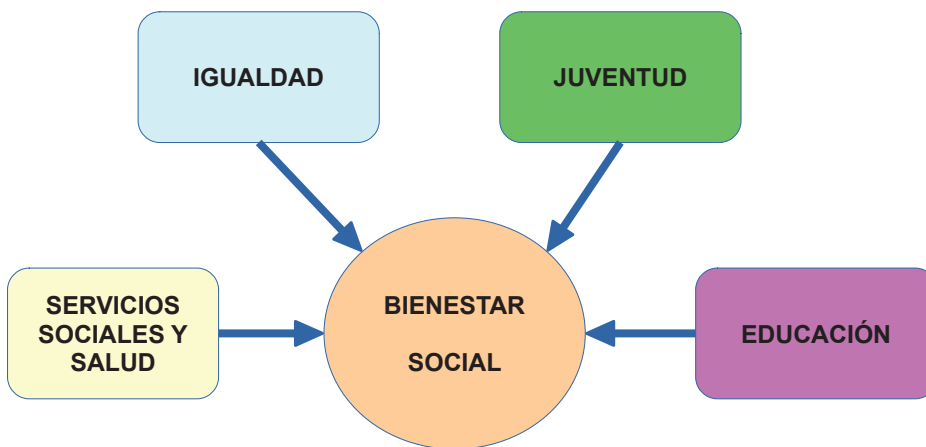 IGUALDAD
JUVENTUD
SERVICIOS
SOCIALES Y
SALUD
BIENESTAR
SOCIAL
EDUCACIÓN